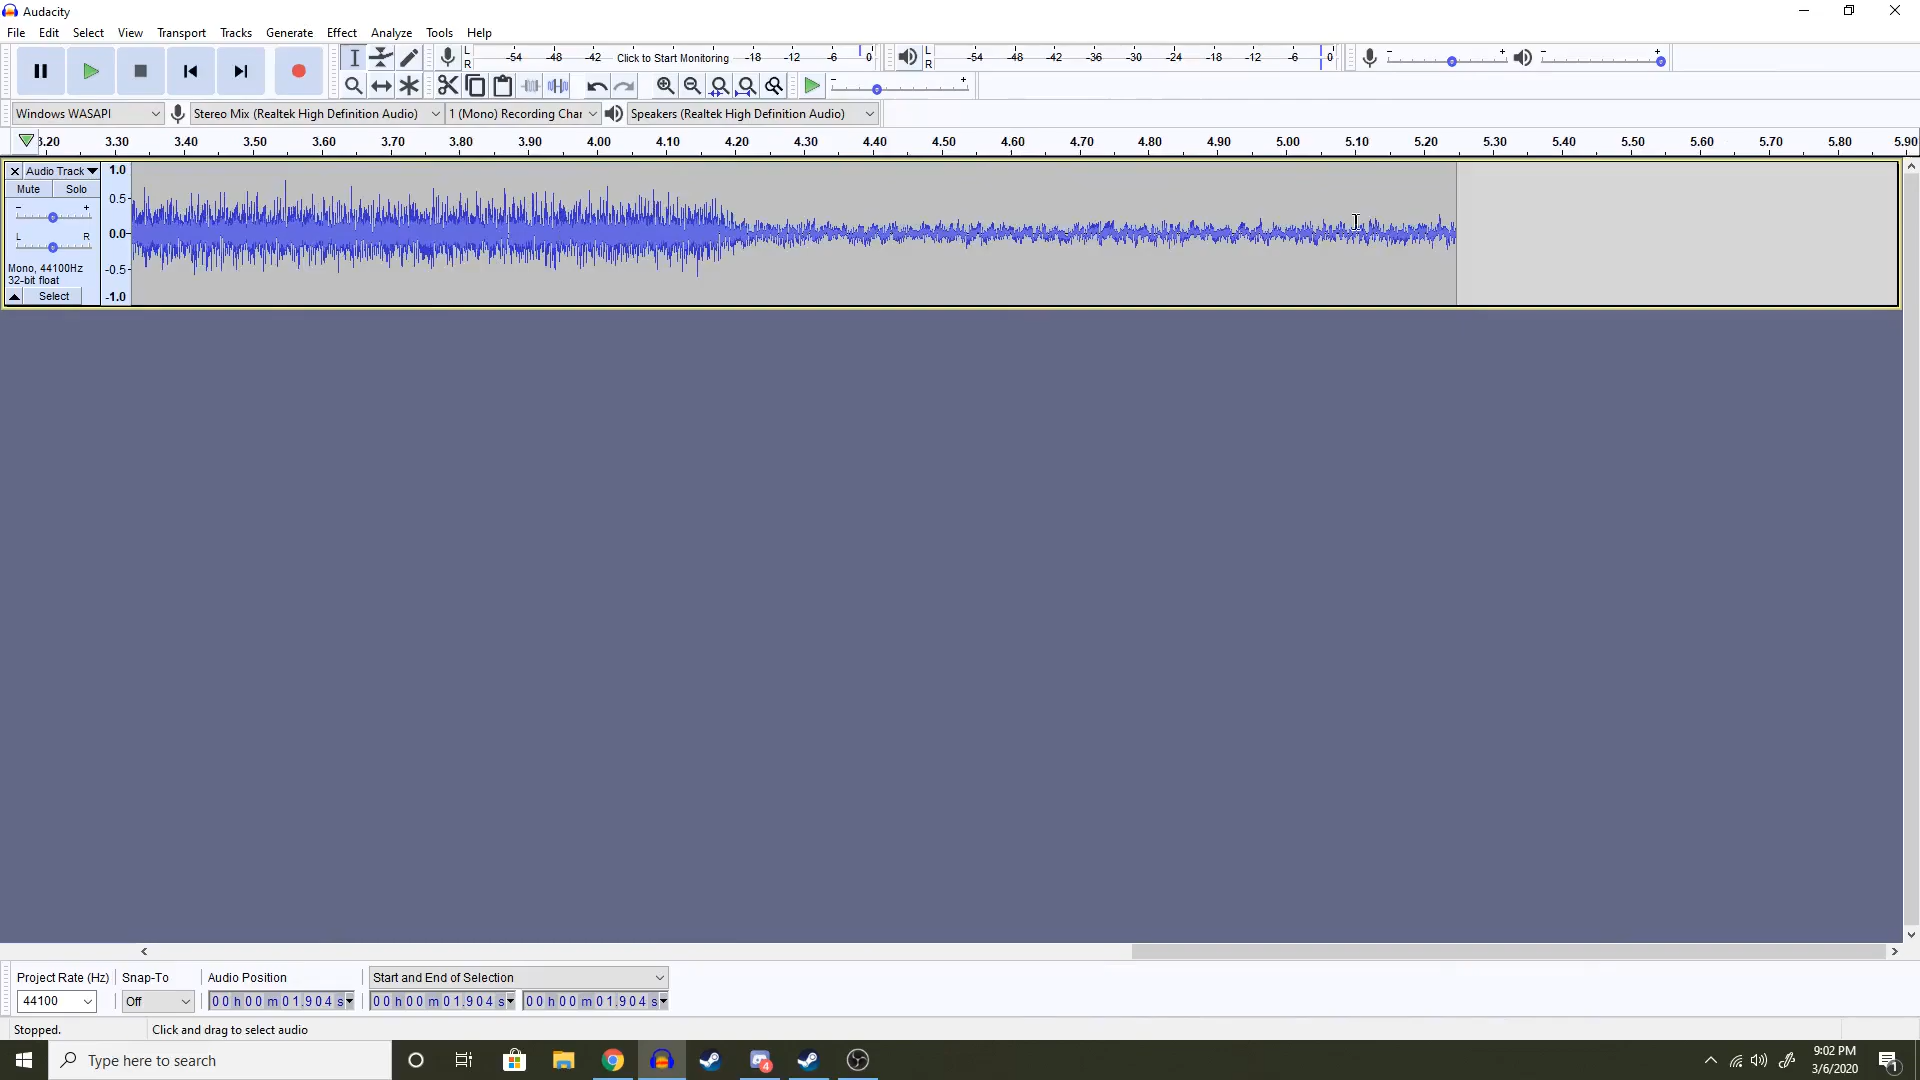 Audacity
File Edit Select View Transport Tracks Generate Effect Analyze Tools Help
L R -54 -48 -42 Click to Start Monitoring -18 -12 -6 0 L R -54 -48 -42 -36 -30 -24 -18 -12 -6 0 - + - +
- +
Windows WASAPI Stereo Mix (Realtek High Definition Audio) 1 (Mono) Recording Char Speakers (Realtek High Definition Audio)
3.20 3.30 3.40 3.50 3.60 3.70 3.80 3.90 4.00 4.10 4.20 4.30 4.40 4.50 4.60 4.70 4.80 4.90 5.00 5.10 5.20 5.30 5.40 5.50 5.60 5.70 5.80 5.90
Audio Track 1.0
Mute Solo
- + 0.5
L R 0.0
Mono, 44100Hz -0.5
32-bit float
Select -1.0
Project Rate (Hz) Snap-To Audio Position Start and End of Selection
44100 Off 00 h 00 m 01.904 s 00 h 00 m 01.904 s 00 h 00 m 01.904 s
Stopped. Click and drag to select audio
Type here to search 4 9:02 PM 1
3/6/2020